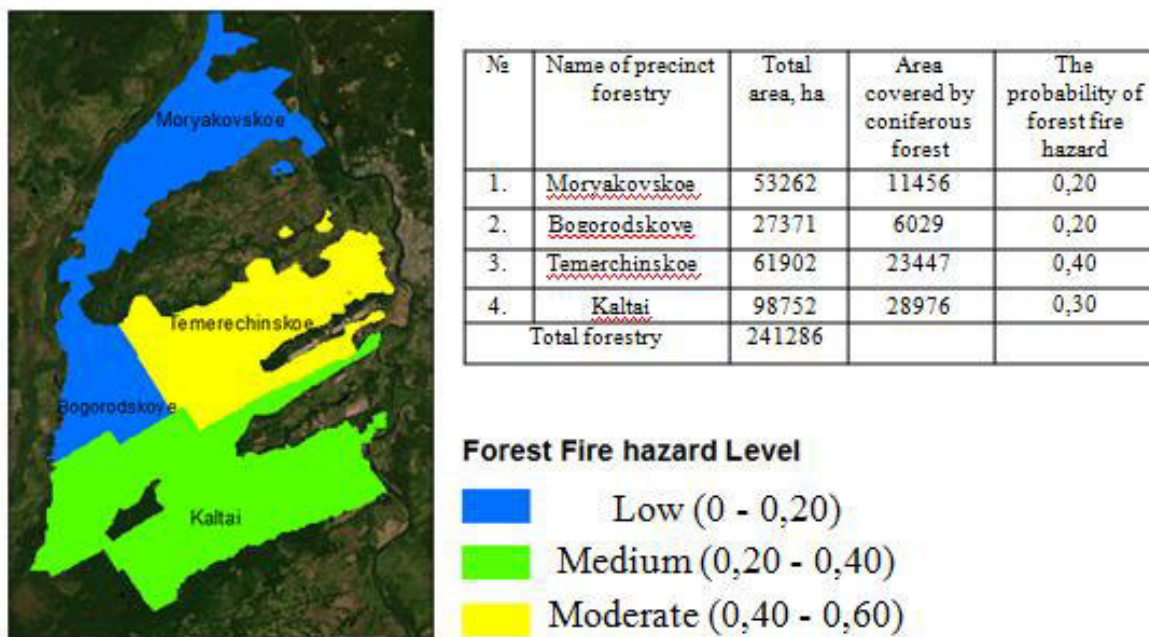 Moryakovskoe
Temerechinskoe
Bogorodskoye
Kaltai
№ Name of precinct forestry Total area, ha Area covered by coniferous forest The probability of forest fire hazard
1. Moryakovskoe 53262 11456 0,20
2. Bogorodskove 27371 6029 0,20
3. Temerchinskoe 61902 23447 0,40
4. Kaltai 98752 28976 0,30
Total forestry 241286
Forest Fire hazard Level
Low (0 - 0,20)
Medium (0,20 - 0,40)
Moderate (0,40 - 0,60)